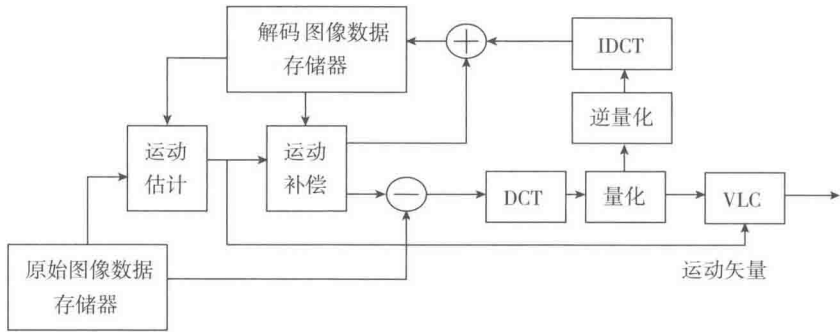 解码图像数据
存储器
IDCT
逆量化
运动
估计
运动
补偿
DCT
量化
VLC
原始图像数据
存储器
运动矢量